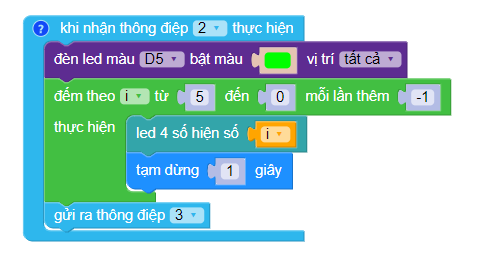 ? khi nhận thông điệp 2 thực hiện
đèn led màu D5 bật màu vị trí tất cả
đếm theo i từ 5 đến 0 mỗi lần thêm -1
thực hiện led 4 số hiện số i
tạm dừng 1 giây
gửi ra thông điệp 3